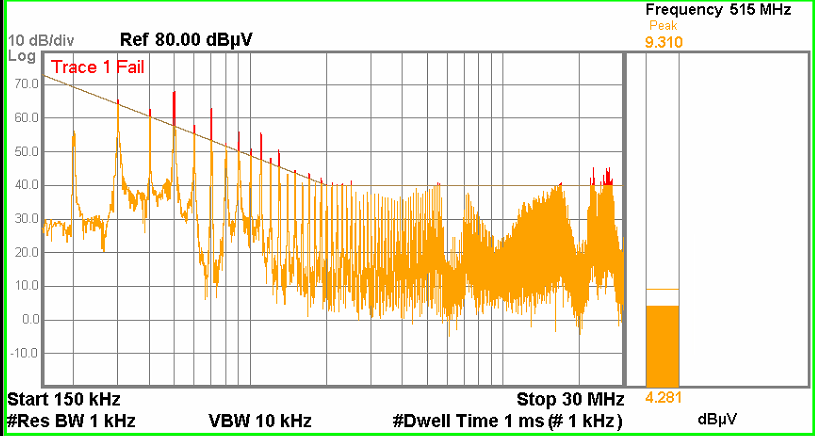 Frequency 515 MHz
Peak
9.310
10 dB/div
Ref 80.00 dBµV
Log
Trace 1 Fail
70.0
60.0
50.0
40.0
30.0
20.0
10.0
0.0
-10.0
Start 150 kHz
Stop 30 MHz
4.281
#Res BW 1 kHz
VBW 10 kHz
#Dwell Time 1 ms (# 1 kHz)
dBµV